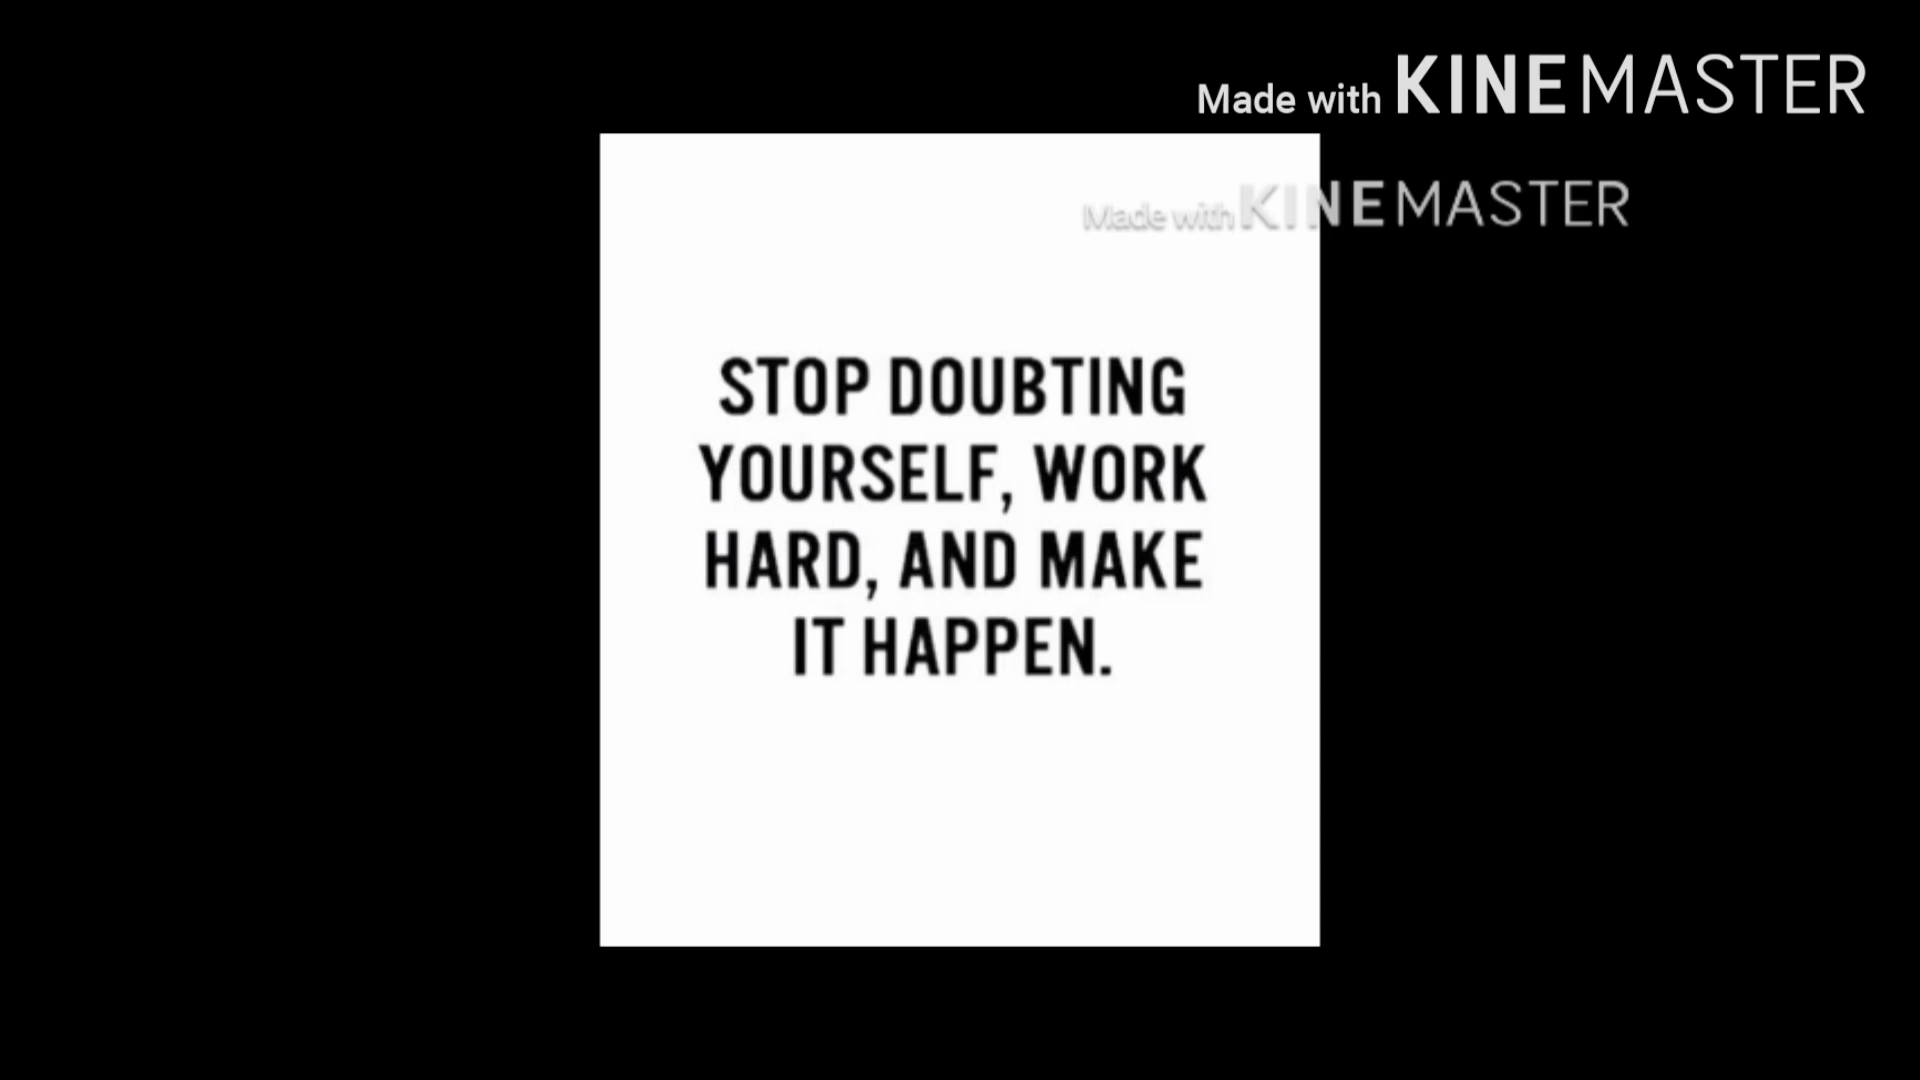 Made with KINEMASTER
Made with KINEMASTER
STOP DOUBTING
YOURSELF, WORK
HARD, AND MAKE
IT HAPPEN.